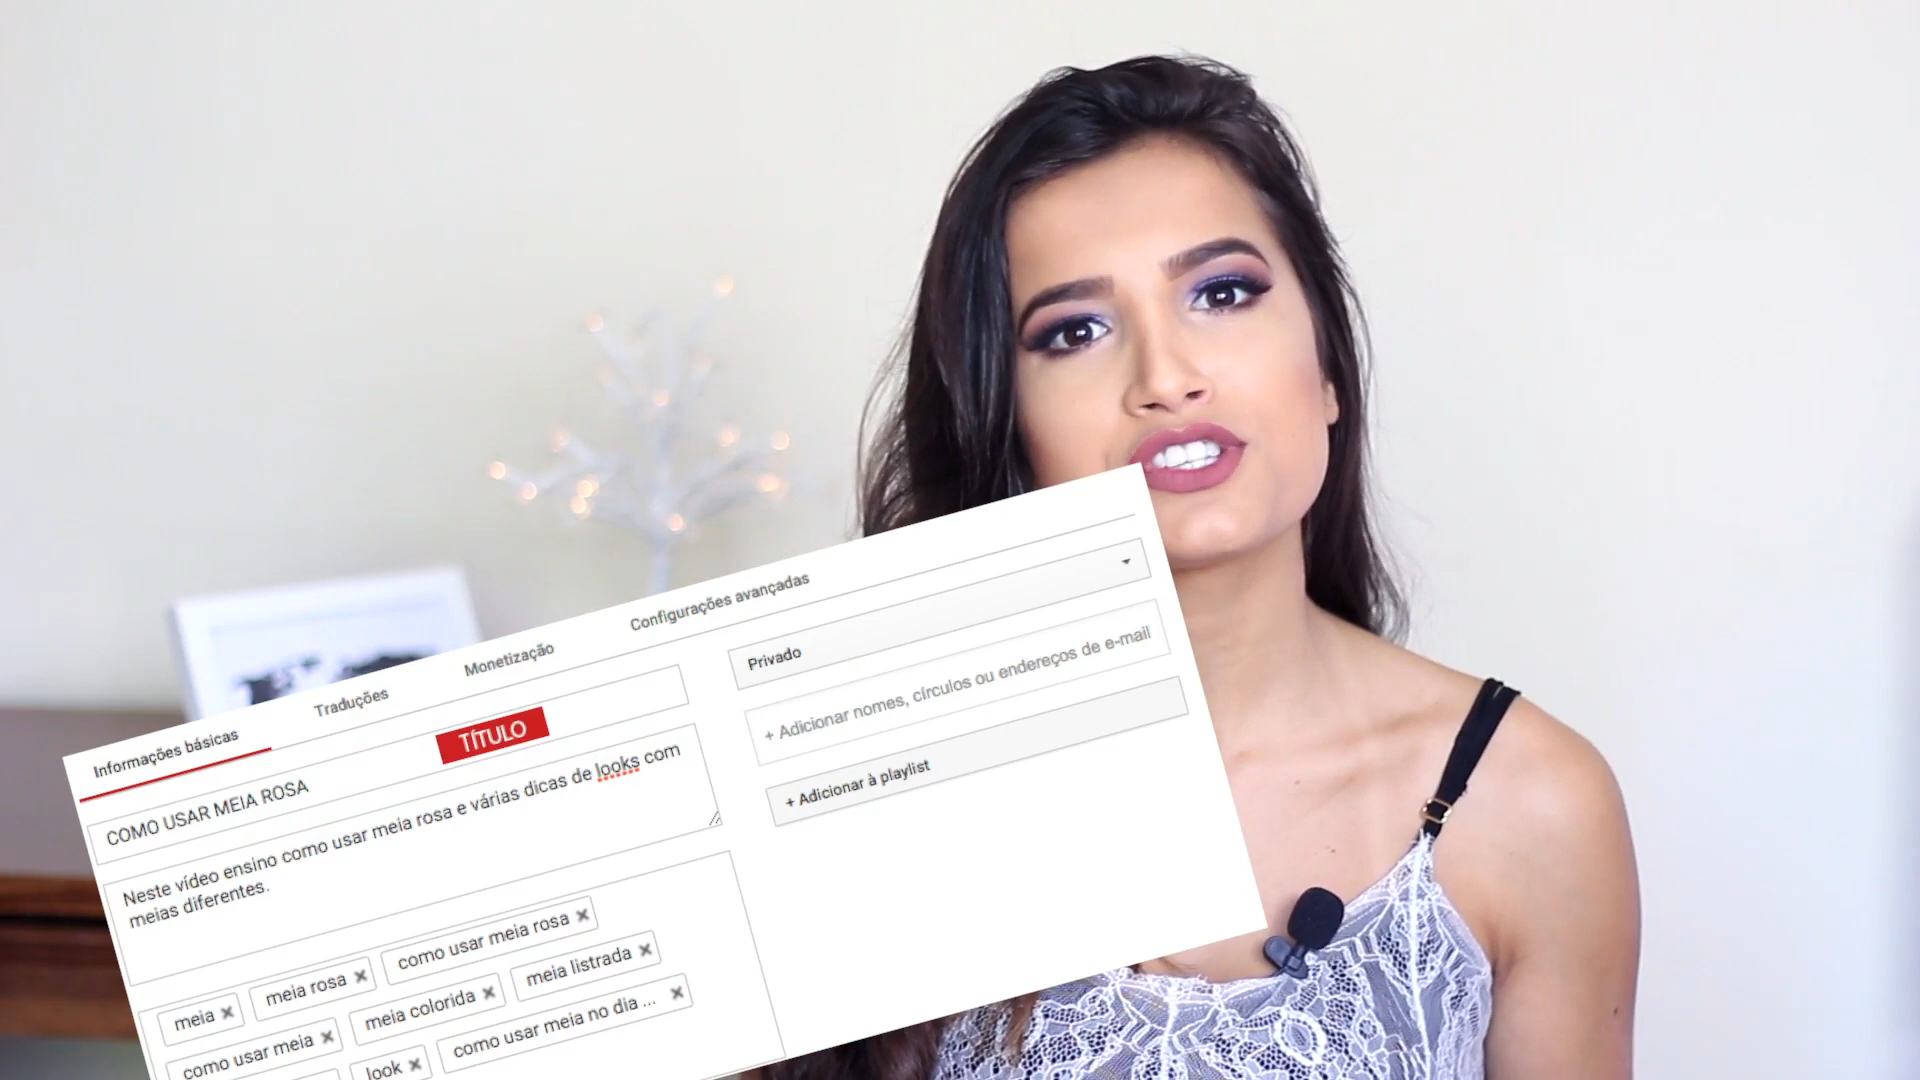 Informações básicas
Traduções
Monetização
Configurações avançadas
COMO USAR MEIA ROSA
TÍTULO
Neste vídeo ensino como usar meia rosa e várias dicas de looks com
meias diferentes.
meia
meia rosa
como usar meia rosa
como usar meia
meia colorida
meia listrada
look
como usar meia no dia ...
Privado
+ Adicionar nomes, círculos ou endereços de e-mail
+ Adicionar à playlist